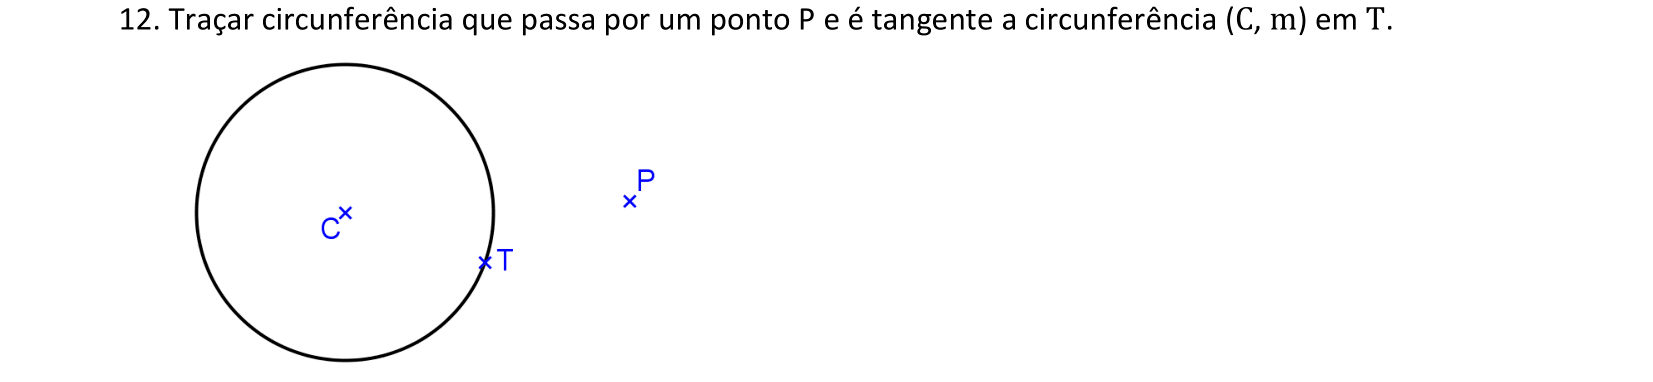 12. Traçar circunferência que passa por um ponto P e é tangente a circunferência (C, m) em T.
P
C
T